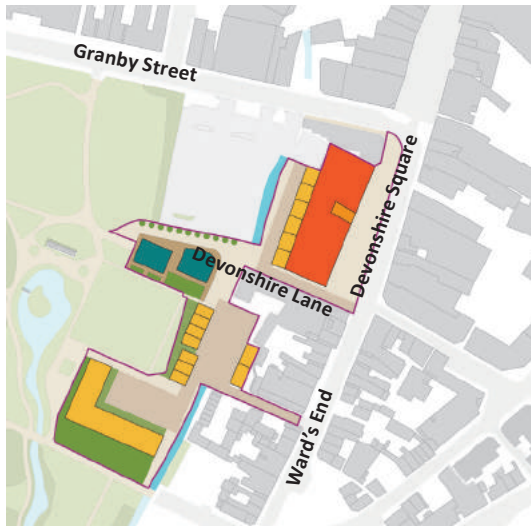 Granby Street
Devonshire Square
Devonshire Lane
Ward's End